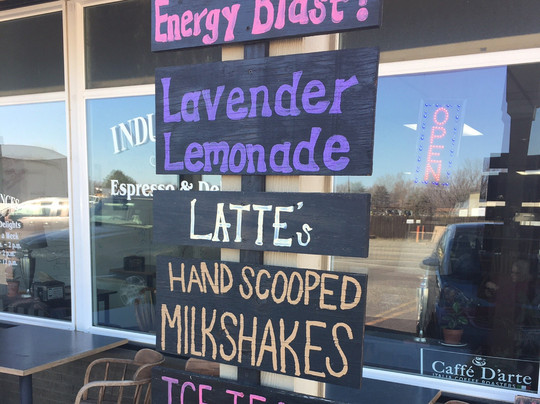 Energy Blast!
Lavender
Lemonade
LATTE's
HAND SCOOPED
MILKSHAKES
OPEN
Espresso &
Caffé D'arte